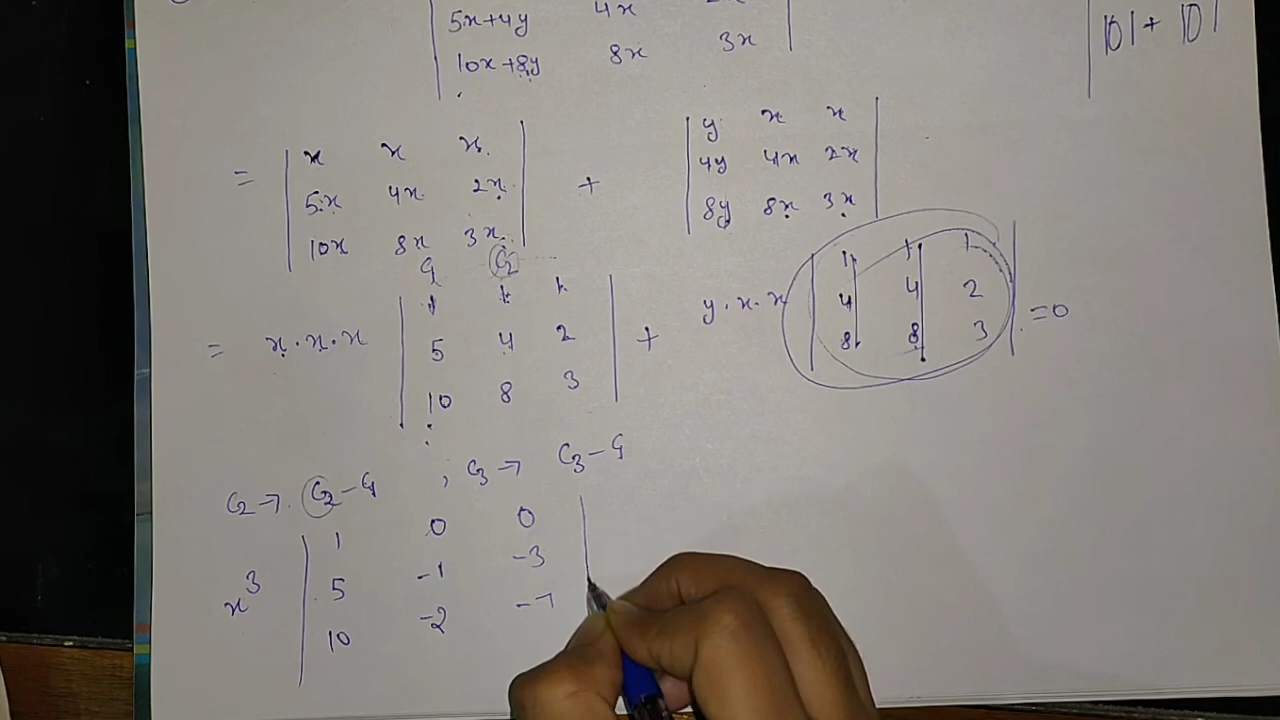 5x+4y 4x
10x+8y 8x 3x
|0| + |0|
= | x x x | + | y x x |
| 5x 4x 2x | | 4y 4x 2x |
| 10x 8x 3x | | 8y 8x 3x |
C1 C2
= x·x·x | 1 1 1 | + y·x·x | 1 1 1 | = 0
| 5 4 2 | | 4 4 2 |
| 10 8 3 | | 8 8 3 |
C2 → C2 - C1 , C3 → C3 - C1
x³ | 1 0 0 |
| 5 -1 -3 |
| 10 -2 -7